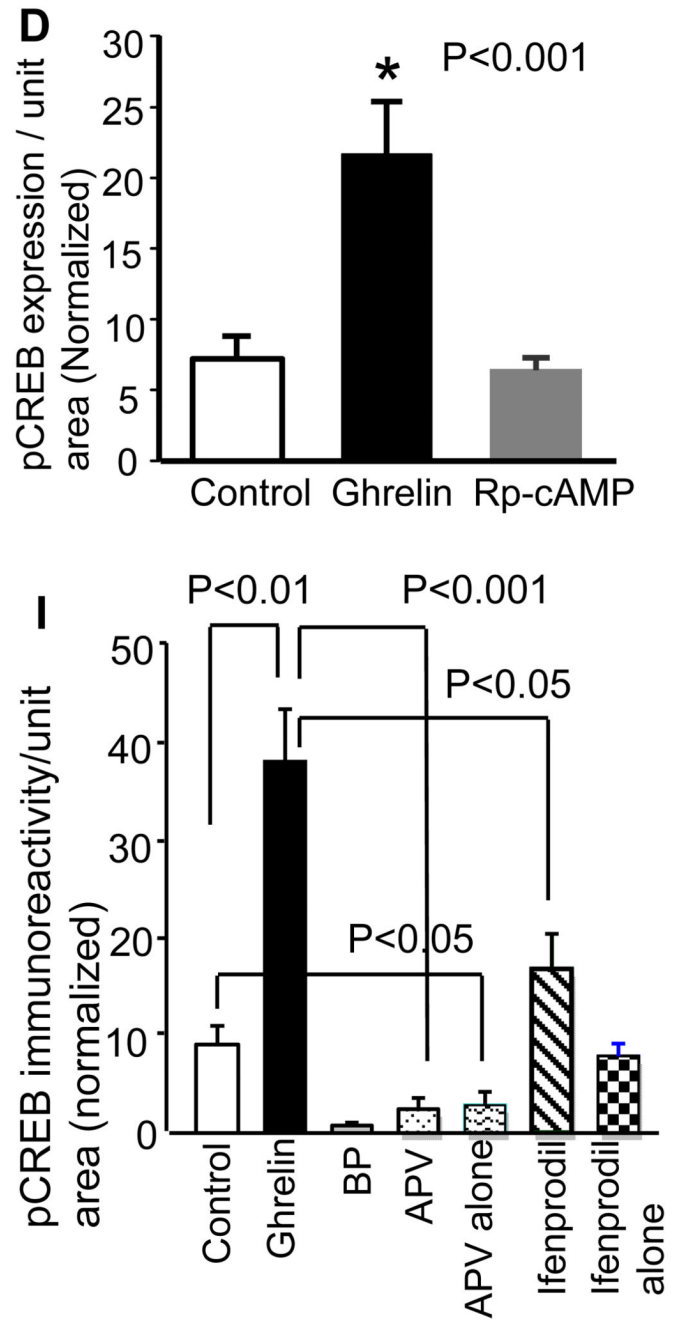 D
pCREB expression / unit
area (Normalized)
30
25
20
15
10
5
0
*
P<0.001
Control
Ghrelin
Rp-cAMP
I
pCREB immunoreactivity/unit
area (normalized)
50
40
30
20
10
0
P<0.01
P<0.001
P<0.05
P<0.05
Control
Ghrelin
BP
APV
APV alone
Ifenprodil
Ifenprodil
alone